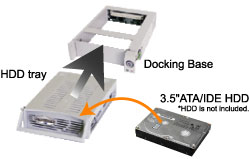 Docking Base
HDD tray
3.5"ATA/IDE HDD
*HDD is not included.